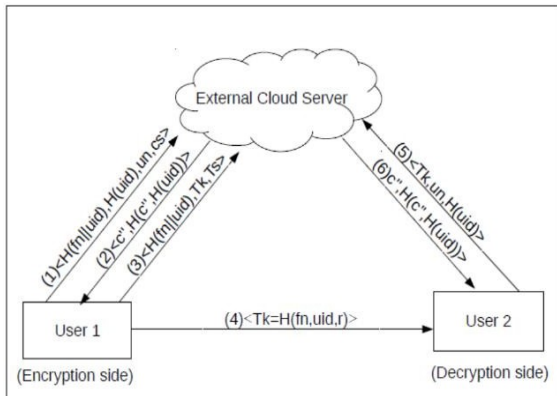 External Cloud Server
(1)<H(fn||uid),H(uid),un,cs>
(2)<c'',H(c'',H(uid))>
(3)<H(fn||uid),Tk,Ts>
(5)<Tk,un,H(uid)>
(6)c'',H(c'',H(uid))>
User 1
(4)<Tk=H(fn,uid,r)>
User 2
(Encryption side)
(Decryption side)